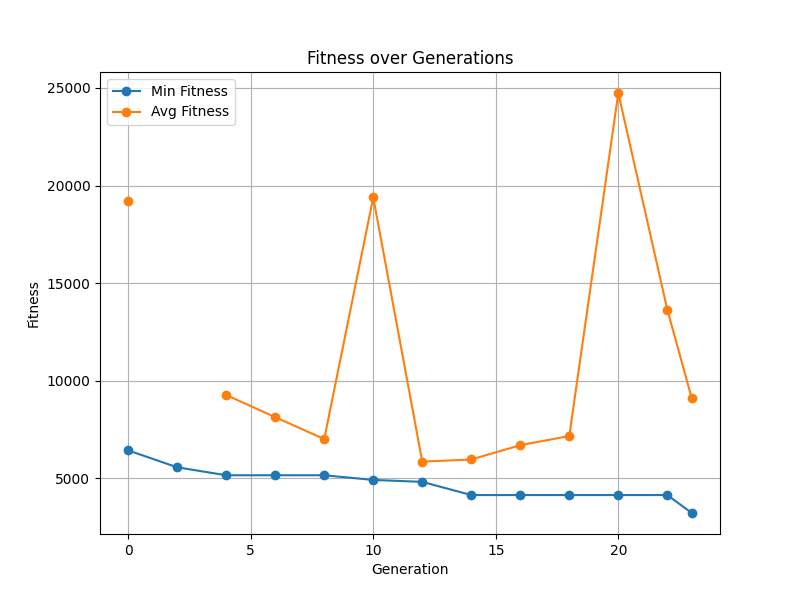 Fitness over Generations
Min Fitness
Avg Fitness
25000
20000
15000
10000
5000
Fitness
0 5 10 15 20
Generation